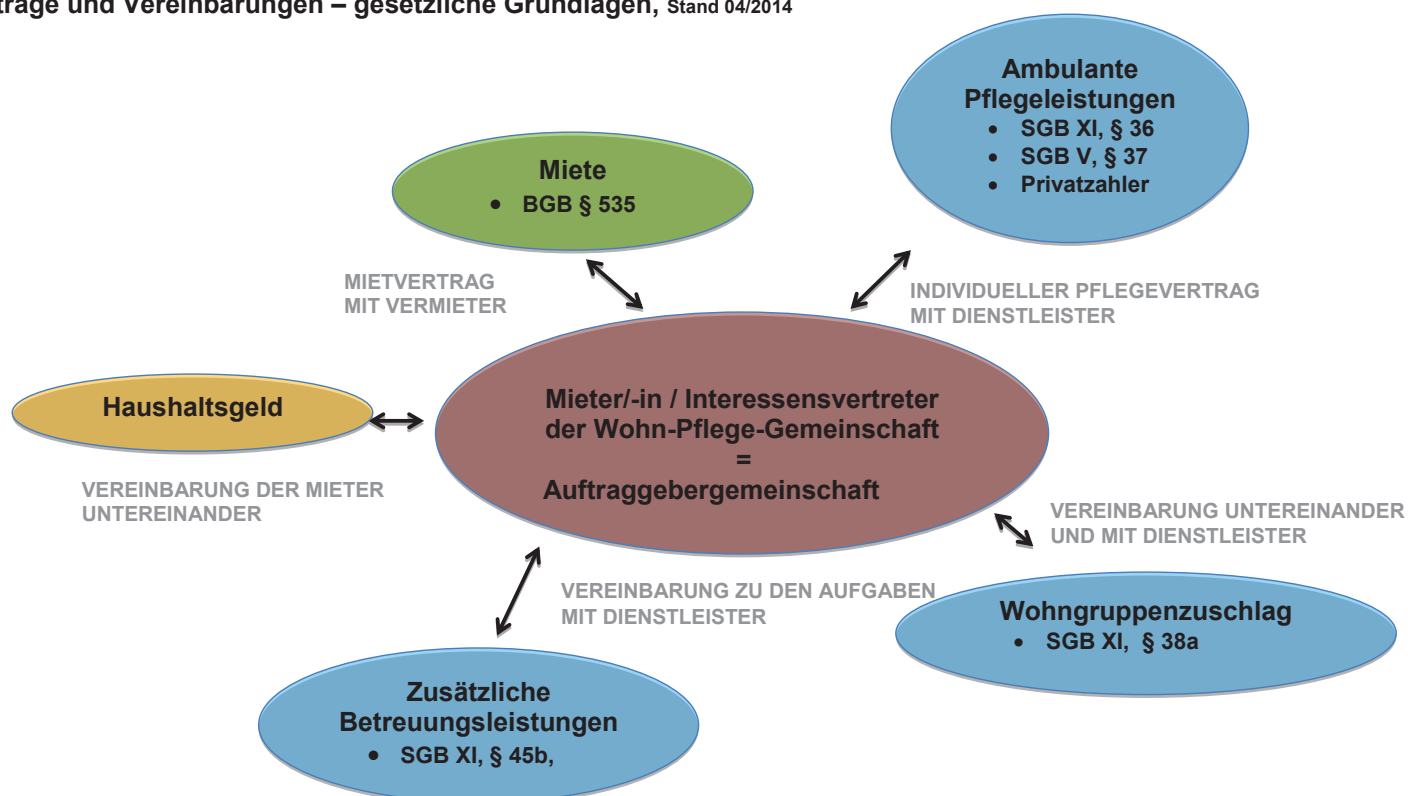 träge und Vereinbarungen – gesetzliche Grundlagen, Stand 04/2014
Ambulante
Pflegeleistungen
• SGB XI, § 36
• SGB V, § 37
• Privatzahler
Miete
• BGB § 535
MIETVERTRAG
MIT VERMIETER
INDIVIDUELLER PFLEGEVERTRAG
MIT DIENSTLEISTER
Haushaltsgeld
Mieter/-in / Interessensvertreter
der Wohn-Pflege-Gemeinschaft
=
Auftraggebergemeinschaft
VEREINBARUNG DER MIETER
UNTEREINANDER
VEREINBARUNG UNTEREINANDER
UND MIT DIENSTLEISTER
VEREINBARUNG ZU DEN AUFGABEN
MIT DIENSTLEISTER
Wohngruppenzuschlag
• SGB XI, § 38a
Zusätzliche
Betreuungsleistungen
• SGB XI, § 45b,